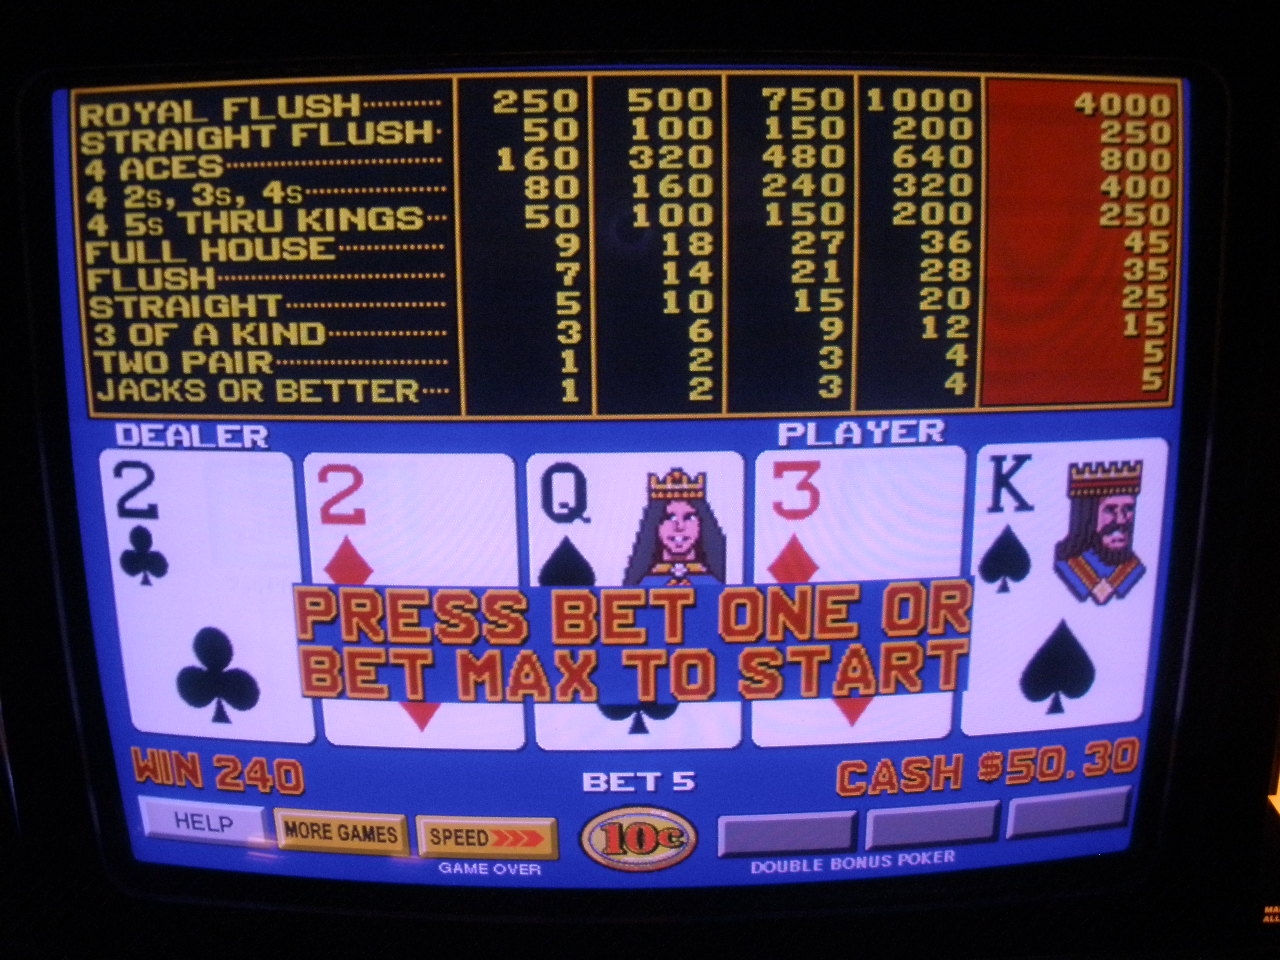 ROYAL FLUSH 250 500 750 1000 4000
STRAIGHT FLUSH 50 100 150 200 250
4 ACES 160 320 480 640 800
4 2s, 3s, 4s 80 160 240 320 400
4 5s THRU KINGS 50 100 150 200 250
FULL HOUSE 9 18 27 36 45
FLUSH 7 14 21 28 35
STRAIGHT 5 10 15 20 25
3 OF A KIND 3 6 9 12 15
TWO PAIR 1 2 3 4 5
JACKS OR BETTER 1 2 3 4 5
DEALER PLAYER
2 2 Q 3 K
PRESS BET ONE OR
BET MAX TO START
WIN 240 BET 5 CASH $50.30
HELP MORE GAMES SPEED 10¢
GAME OVER DOUBLE BONUS POKER